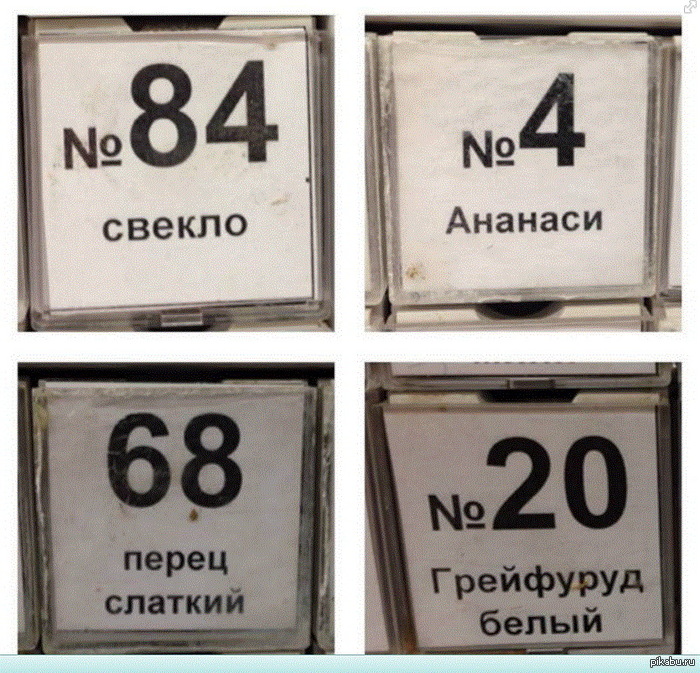 №84
свекло
№4
Ананаси
68
перец
слаткий
№20
Грейфуруд
белый
pikabu.ru